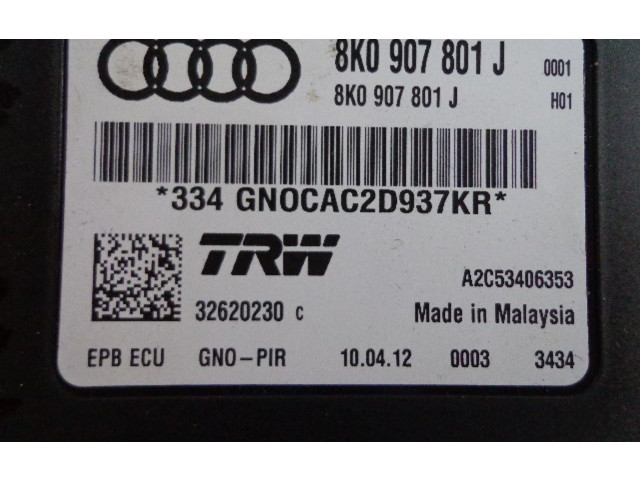 8K0 907 801 J 0001
8K0 907 801 J H01
*334 GNOCAC2D937KR*
TRW
A2C53406353
32620230 C Made in Malaysia
EPB ECU GNO-PIR 10.04.12 0003 3434